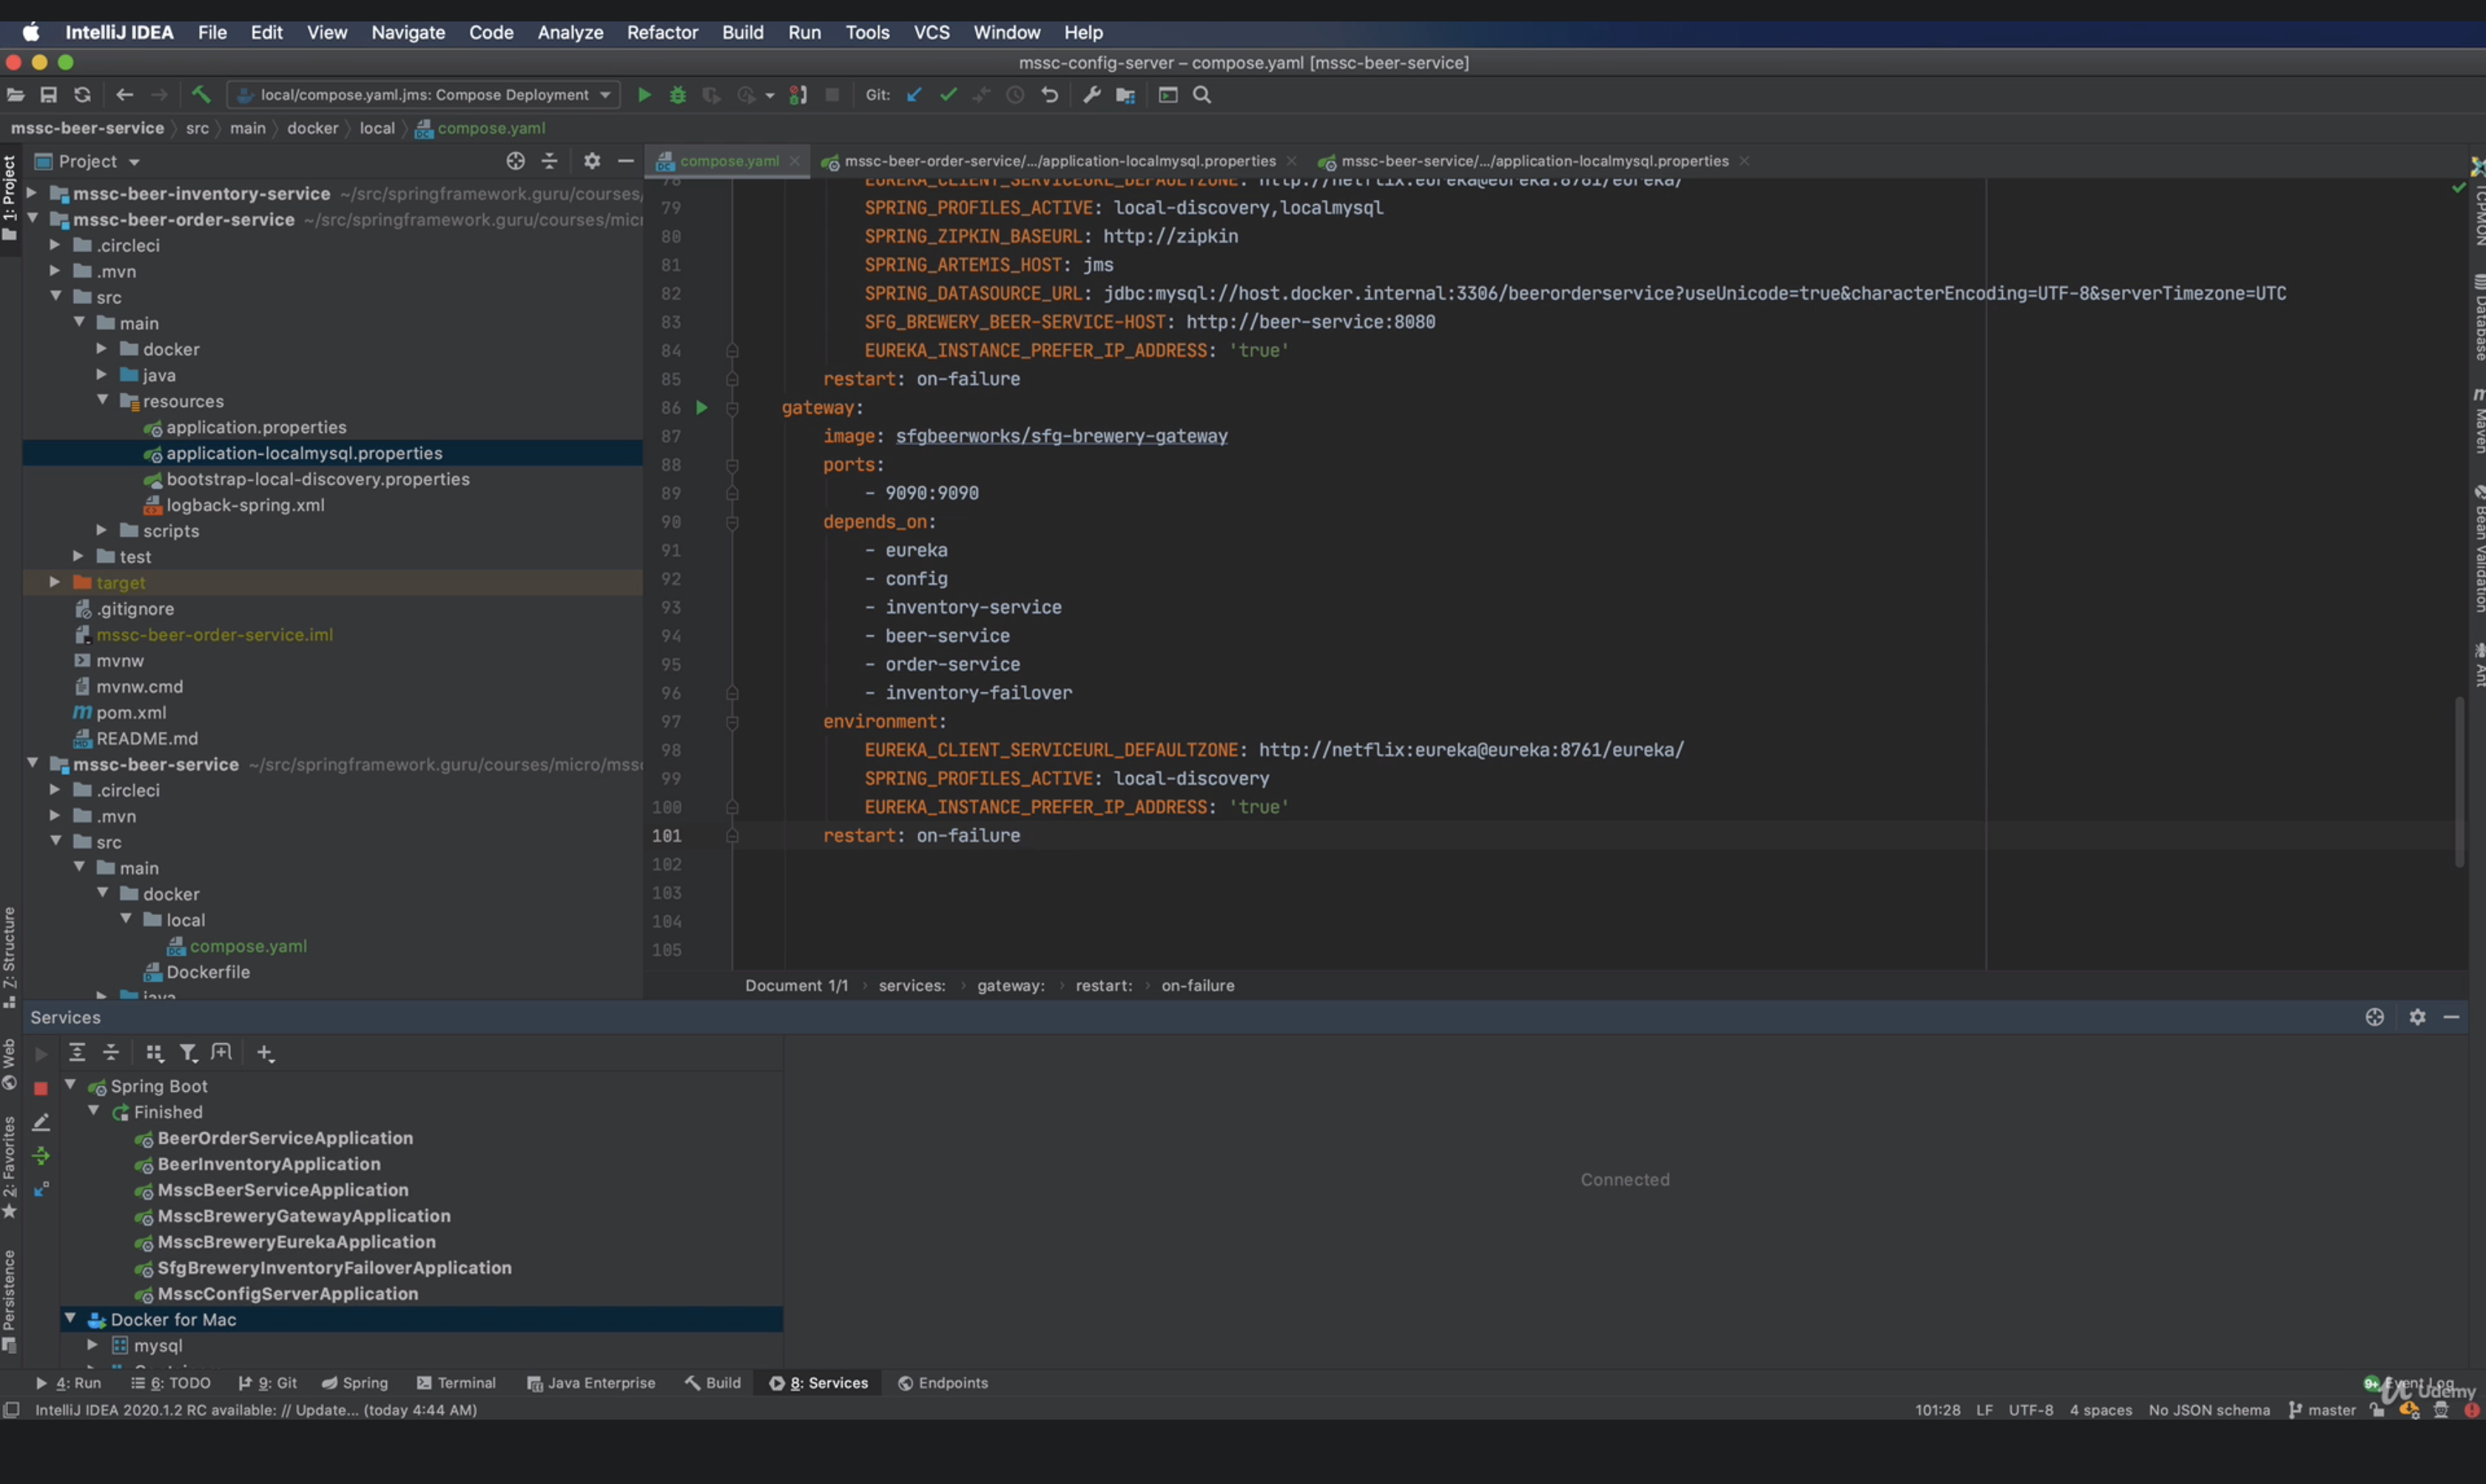 IntelliJ IDEA File Edit View Navigate Code Analyze Refactor Build Run Tools VCS Window Help
mssc-config-server – compose.yaml [mssc-beer-service]
local/compose.yaml.jms: Compose Deployment Git:
mssc-beer-service src main docker local compose.yaml
1: Project
Project
mssc-beer-inventory-service ~/src/springframework.guru/courses/
mssc-beer-order-service ~/src/springframework.guru/courses/micr
.circleci
.mvn
src
main
docker
java
resources
application.properties
application-localmysql.properties
bootstrap-local-discovery.properties
logback-spring.xml
scripts
test
target
.gitignore
mssc-beer-order-service.iml
mvnw
mvnw.cmd
pom.xml
README.md
mssc-beer-service ~/src/springframework.guru/courses/micro/mssc
.circleci
.mvn
src
main
docker
local
compose.yaml
Dockerfile
java
compose.yaml mssc-beer-order-service/.../application-localmysql.properties mssc-beer-service/.../application-localmysql.properties
78 EUREKA_CLIENT_SERVICEURL_DEFAULTZONE: http://netflix:eureka@eureka:8761/eureka/
79 SPRING_PROFILES_ACTIVE: local-discovery,localmysql
80 SPRING_ZIPKIN_BASEURL: http://zipkin
81 SPRING_ARTEMIS_HOST: jms
82 SPRING_DATASOURCE_URL: jdbc:mysql://host.docker.internal:3306/beerorderservice?useUnicode=true&characterEncoding=UTF-8&serverTimezone=UTC
83 SFG_BREWERY_BEER-SERVICE-HOST: http://beer-service:8080
84 EUREKA_INSTANCE_PREFER_IP_ADDRESS: 'true'
85 restart: on-failure
86 gateway:
87 image: sfgbeerworks/sfg-brewery-gateway
88 ports:
89 - 9090:9090
90 depends_on:
91 - eureka
92 - config
93 - inventory-service
94 - beer-service
95 - order-service
96 - inventory-failover
97 environment:
98 EUREKA_CLIENT_SERVICEURL_DEFAULTZONE: http://netflix:eureka@eureka:8761/eureka/
99 SPRING_PROFILES_ACTIVE: local-discovery
100 EUREKA_INSTANCE_PREFER_IP_ADDRESS: 'true'
101 restart: on-failure
102
103
104
105
Document 1/1 services: gateway: restart: on-failure
Database
Maven
Bean Validation
Ant
Z: Structure
Web
2: Favorites
Persistence
Services
Spring Boot
Finished
BeerOrderServiceApplication
BeerInventoryApplication
MsscBeerServiceApplication
MsscBreweryGatewayApplication
MsscBreweryEurekaApplication
SfgBreweryInventoryFailoverApplication
MsscConfigServerApplication
Docker for Mac
mysql
Connected
4: Run 6: TODO 9: Git Spring Terminal Java Enterprise Build 8: Services Endpoints 9+ Event Log
Udemy
IntelliJ IDEA 2020.1.2 RC available: // Update... (today 4:44 AM) 101:28 LF UTF-8 4 spaces No JSON schema master